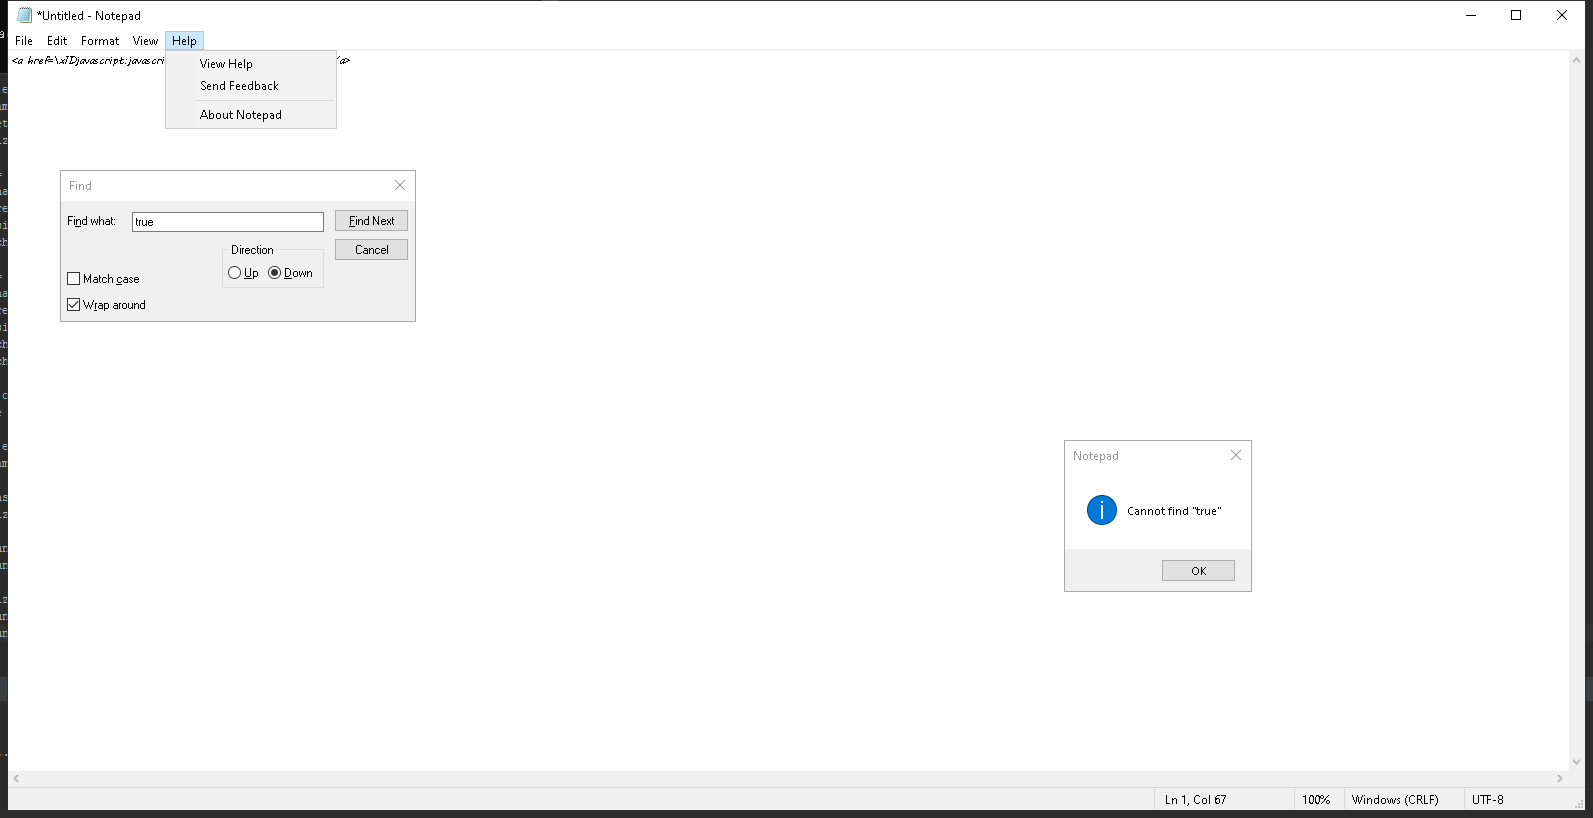 *Untitled - Notepad
File Edit Format View Help
<a href=\x1Djavascript:javascri /a>
View Help
Send Feedback
About Notepad
Find
Find what: true Find Next
Direction Cancel
Up Down
Match case
Wrap around
Notepad
Cannot find "true"
OK
Ln 1, Col 67 100% Windows (CRLF) UTF-8